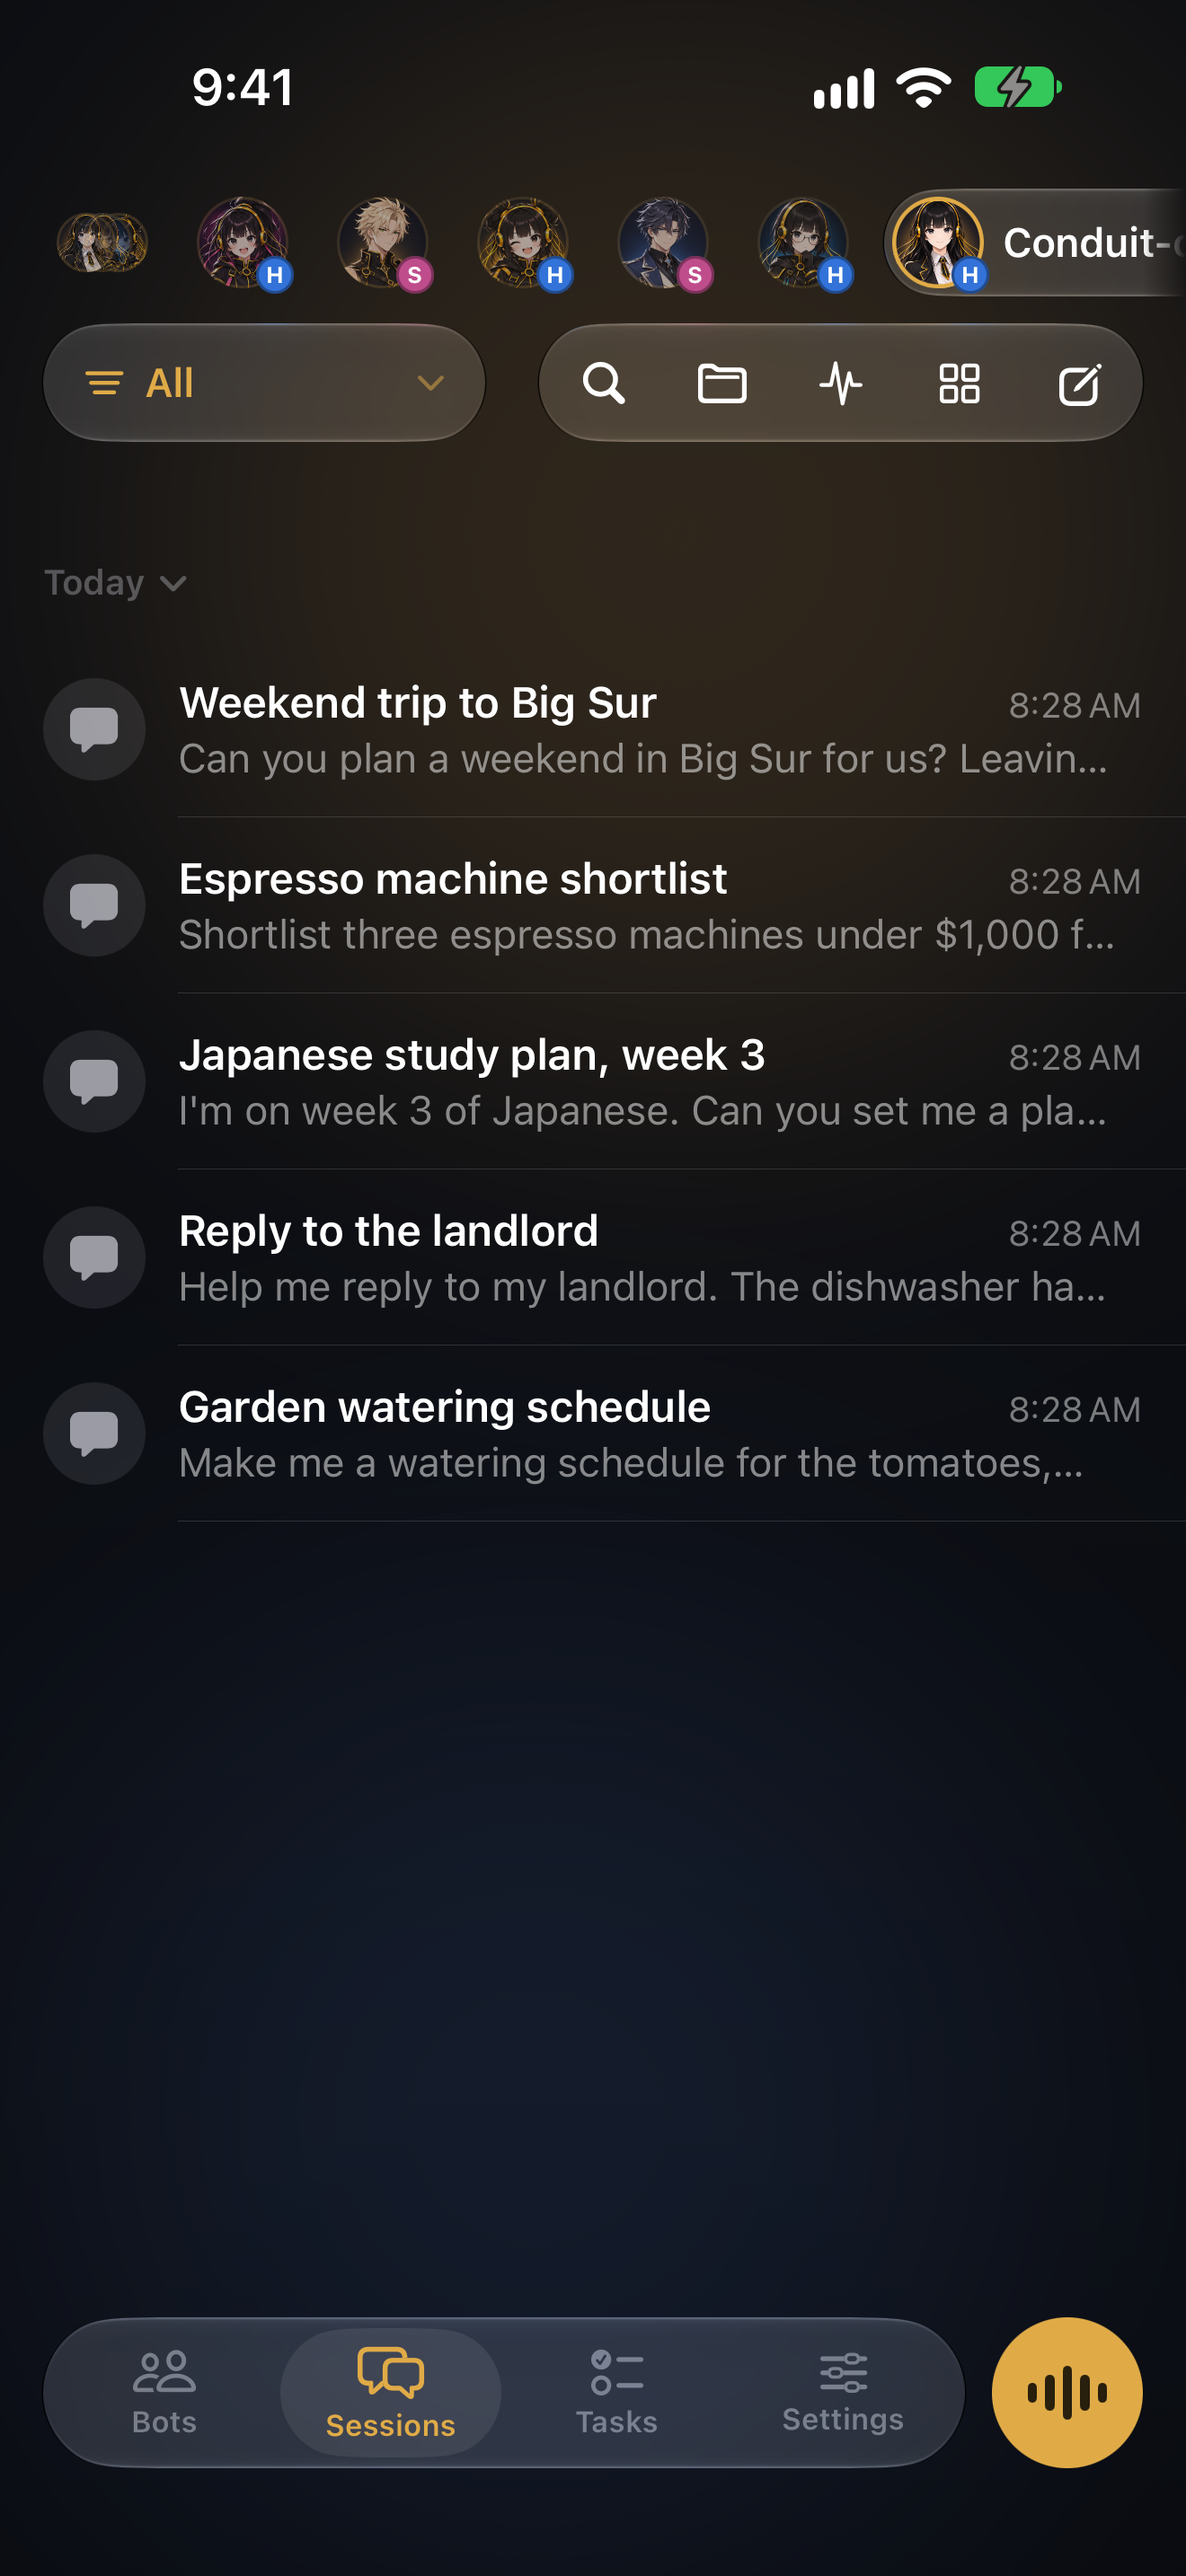 9:41
H
S
H
S
H
H
Conduit-
All
Today
Weekend trip to Big Sur
8:28 AM
Can you plan a weekend in Big Sur for us? Leavin...
Espresso machine shortlist
8:28 AM
Shortlist three espresso machines under $1,000 f...
Japanese study plan, week 3
8:28 AM
I'm on week 3 of Japanese. Can you set me a pla...
Reply to the landlord
8:28 AM
Help me reply to my landlord. The dishwasher ha...
Garden watering schedule
8:28 AM
Make me a watering schedule for the tomatoes,...
Bots
Sessions
Tasks
Settings